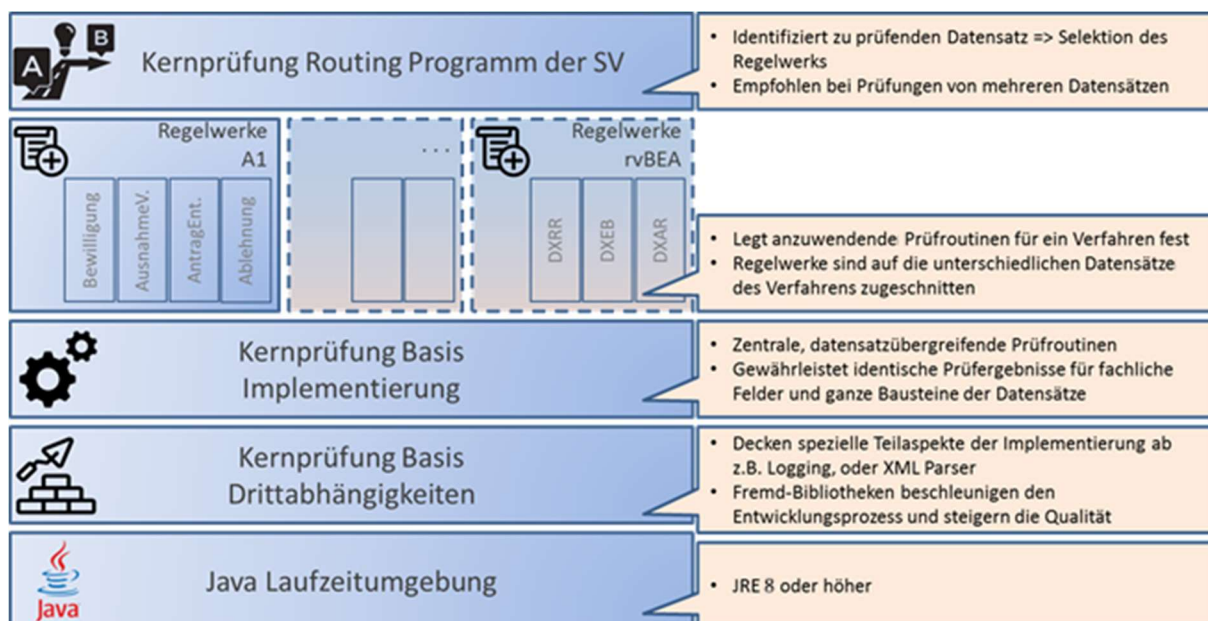 A
B
Kernprüfung Routing Programm der SV
• Identifiziert zu prüfenden Datensatz => Selektion des
Regelwerks
• Empfohlen bei Prüfungen von mehreren Datensätzen
Regelwerke
A1
Bewilligung
AusnahmeV.
AntragEnt.
Ablehnung
...
Regelwerke
rvBEA
DXRR
DXEB
DXAR
• Legt anzuwendende Prüfroutinen für ein Verfahren fest
• Regelwerke sind auf die unterschiedlichen Datensätze
des Verfahrens zugeschnitten
Kernprüfung Basis
Implementierung
• Zentrale, datensatzübergreifende Prüfroutinen
• Gewährleistet identische Prüfergebnisse für fachliche
Felder und ganze Bausteine der Datensätze
Kernprüfung Basis
Drittabhängigkeiten
• Decken spezielle Teilaspekte der Implementierung ab
z.B. Logging, oder XML Parser
• Fremd-Bibliotheken beschleunigen den
Entwicklungsprozess und steigern die Qualität
Java
Java Laufzeitumgebung
• JRE 8 oder höher